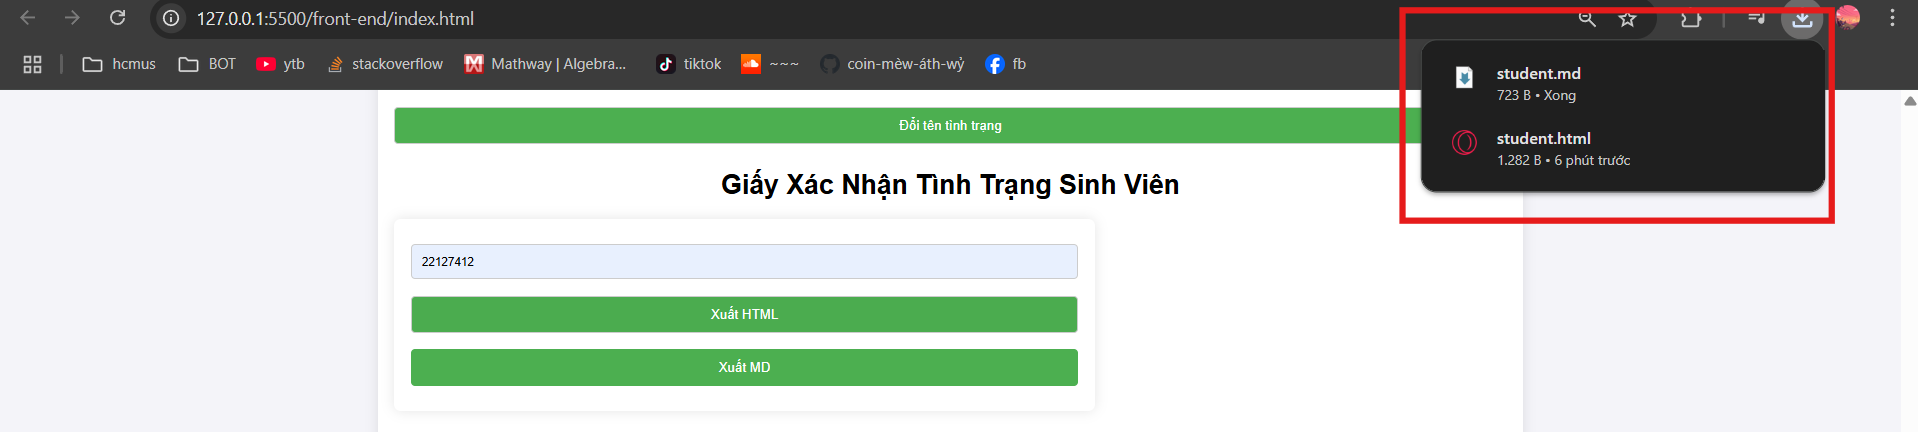 127.0.0.1:5500/front-end/index.html
hcmus BOT ytb stackoverflow Mathway | Algebra... tiktok ~~~ coin-mèw-áth-wỷ fb
student.md
723 B • Xong
student.html
1.282 B • 6 phút trước
Đổi tên tình trạng
Giấy Xác Nhận Tình Trạng Sinh Viên
22127412
Xuất HTML
Xuất MD